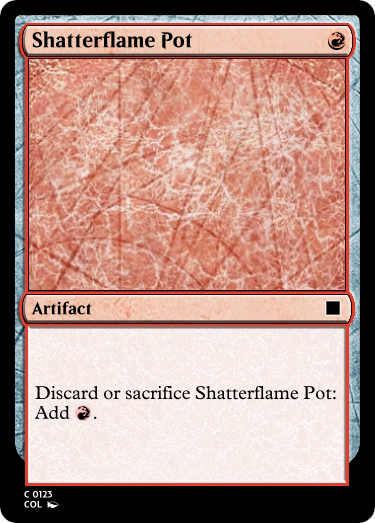 Shatterflame Pot
Artifact
Discard or sacrifice Shatterflame Pot:
Add .
C 0123
COL